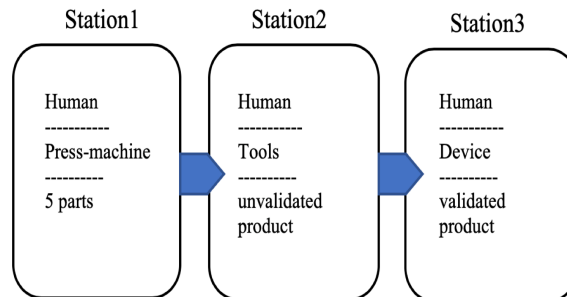 Station1
Human
-----------
Press-machine
----------
5 parts
Station2
Human
-----------
Tools
----------
unvalidated
product
Station3
Human
-----------
Device
----------
validated
product